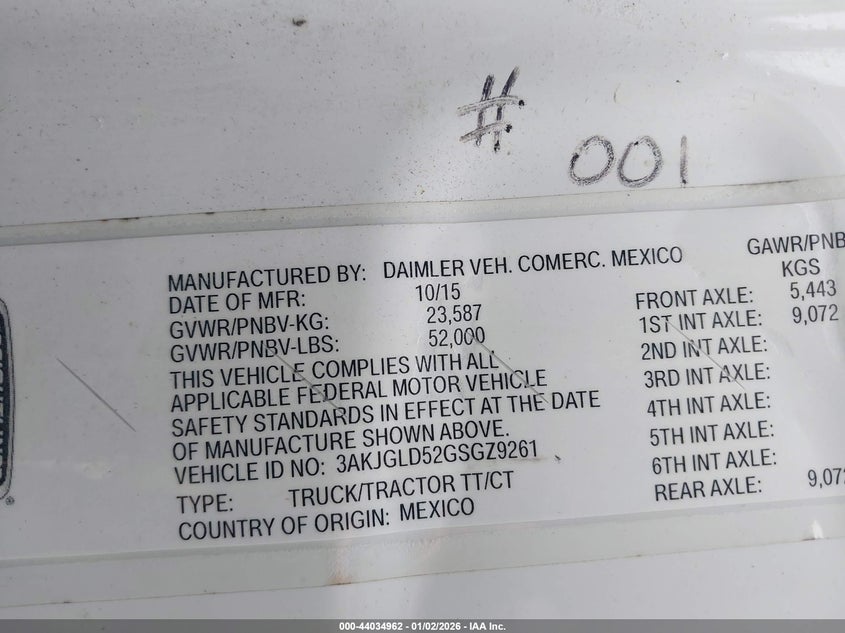 # 001
MANUFACTURED BY: DAIMLER VEH. COMERC. MEXICO
DATE OF MFR: 10/15
GVWR/PNBV-KG: 23,587
GVWR/PNBV-LBS: 52,000
THIS VEHICLE COMPLIES WITH ALL
APPLICABLE FEDERAL MOTOR VEHICLE
SAFETY STANDARDS IN EFFECT AT THE DATE
OF MANUFACTURE SHOWN ABOVE.
VEHICLE ID NO: 3AKJGLD52GSGZ9261
TYPE: TRUCK/TRACTOR TT/CT
COUNTRY OF ORIGIN: MEXICO
GAWR/PNB
KGS
FRONT AXLE: 5,443
1ST INT AXLE: 9,072
2ND INT AXLE:
3RD INT AXLE:
4TH INT AXLE:
5TH INT AXLE:
6TH INT AXLE:
REAR AXLE: 9,072
000-44034962 - 01/02/2026 - IAA Inc.